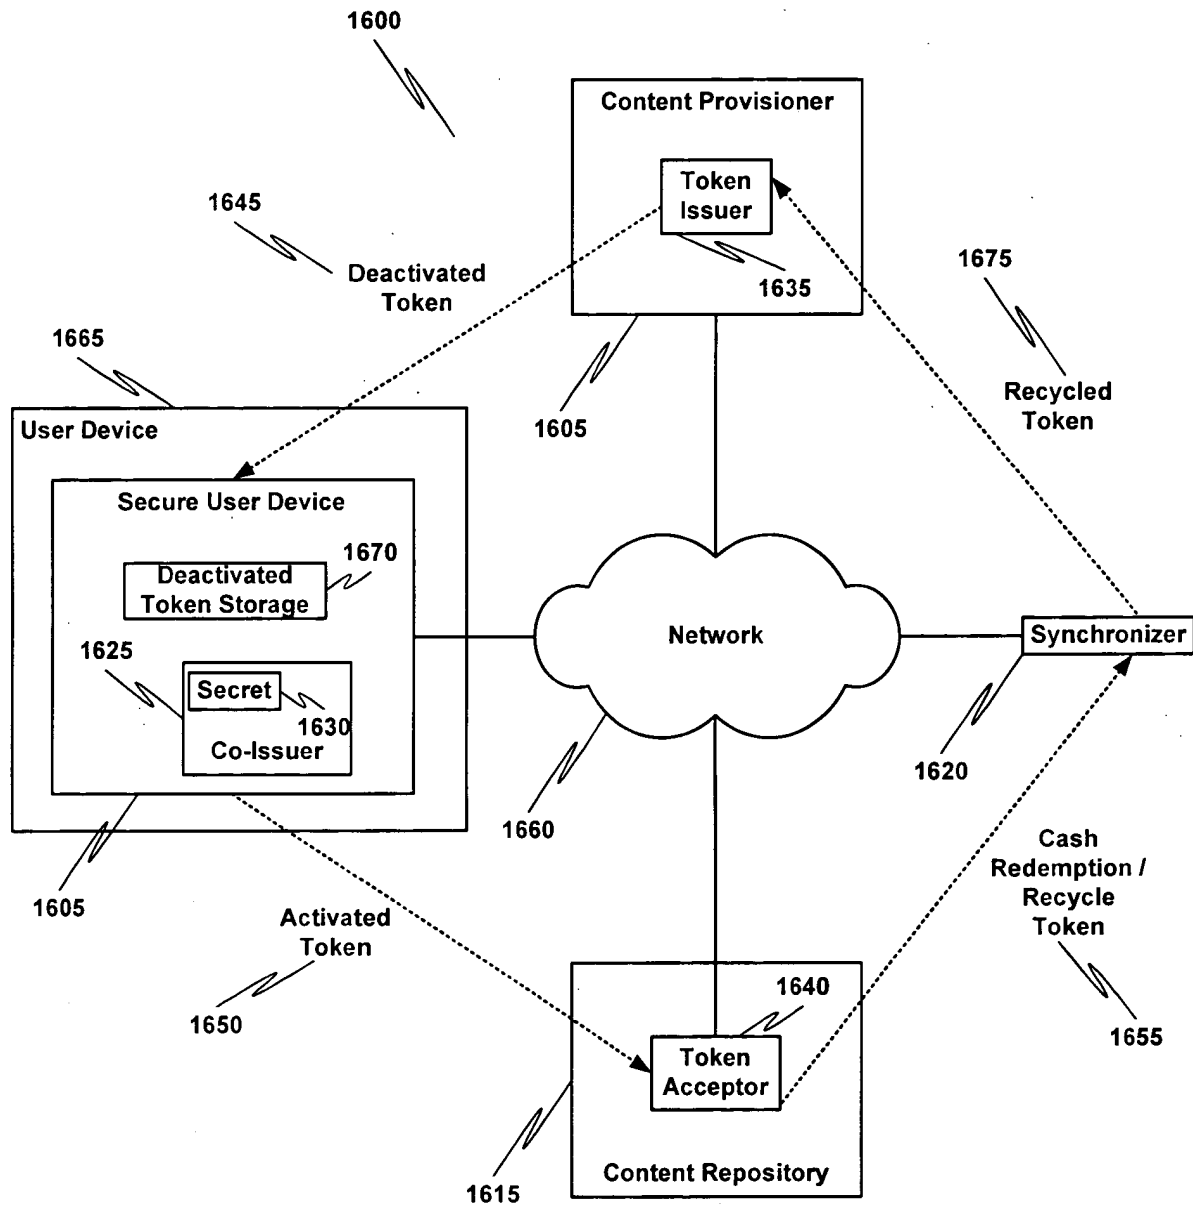 1600
Content Provisioner
Token
Issuer
1635
1645
Deactivated
Token
1675
Recycled
Token
1665
1605
User Device
Secure User Device
1670
Deactivated
Token Storage
1625
Secret
1630
Co-Issuer
Network
Synchronizer
1620
1660
1605
Activated
Token
1650
Cash
Redemption /
Recycle
Token
1655
1640
Token
Acceptor
Content Repository
1615